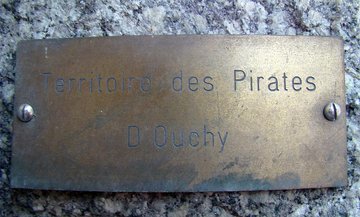 Territoire des Pirates
D'Ouchy